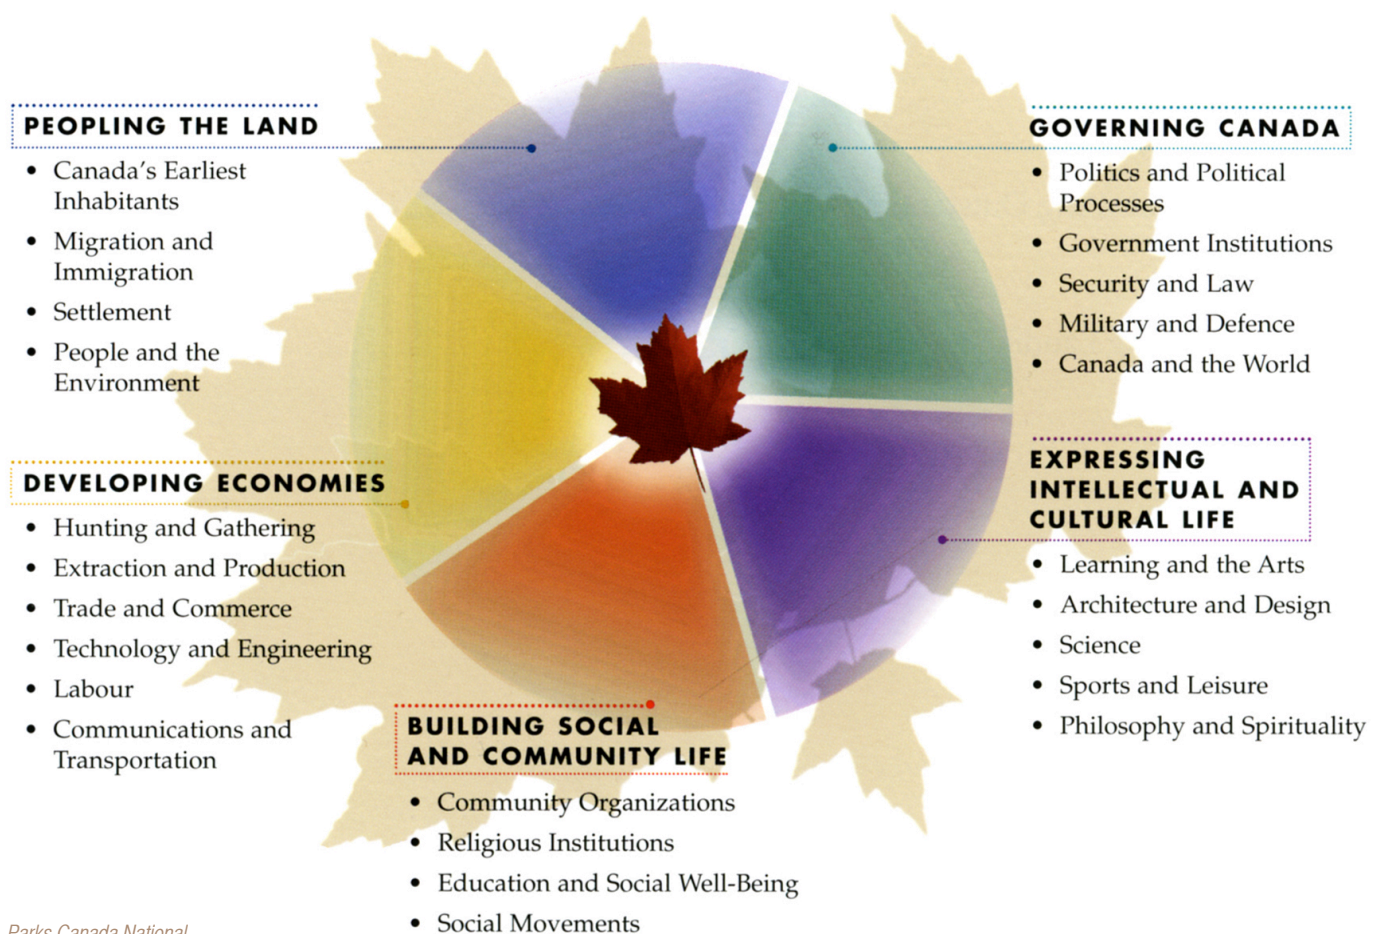 PEOPLING THE LAND
• Canada's Earliest
Inhabitants
• Migration and
Immigration
• Settlement
• People and the
Environment
DEVELOPING ECONOMIES
• Hunting and Gathering
• Extraction and Production
• Trade and Commerce
• Technology and Engineering
• Labour
• Communications and
Transportation
BUILDING SOCIAL
AND COMMUNITY LIFE
• Community Organizations
• Religious Institutions
• Education and Social Well-Being
• Social Movements
GOVERNING CANADA
• Politics and Political
Processes
• Government Institutions
• Security and Law
• Military and Defence
• Canada and the World
EXPRESSING
INTELLECTUAL AND
CULTURAL LIFE
• Learning and the Arts
• Architecture and Design
• Science
• Sports and Leisure
• Philosophy and Spirituality
Parks Canada National